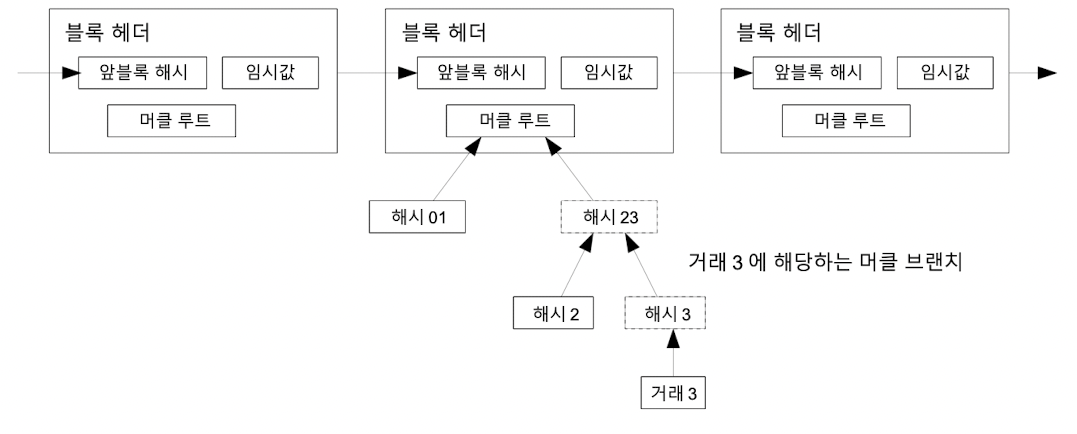 블록 헤더
앞블록 해시
임시값
머클 루트
블록 헤더
앞블록 해시
임시값
머클 루트
블록 헤더
앞블록 해시
임시값
머클 루트
해시 01
해시 23
거래 3 에 해당하는 머클 브랜치
해시 2
해시 3
거래 3